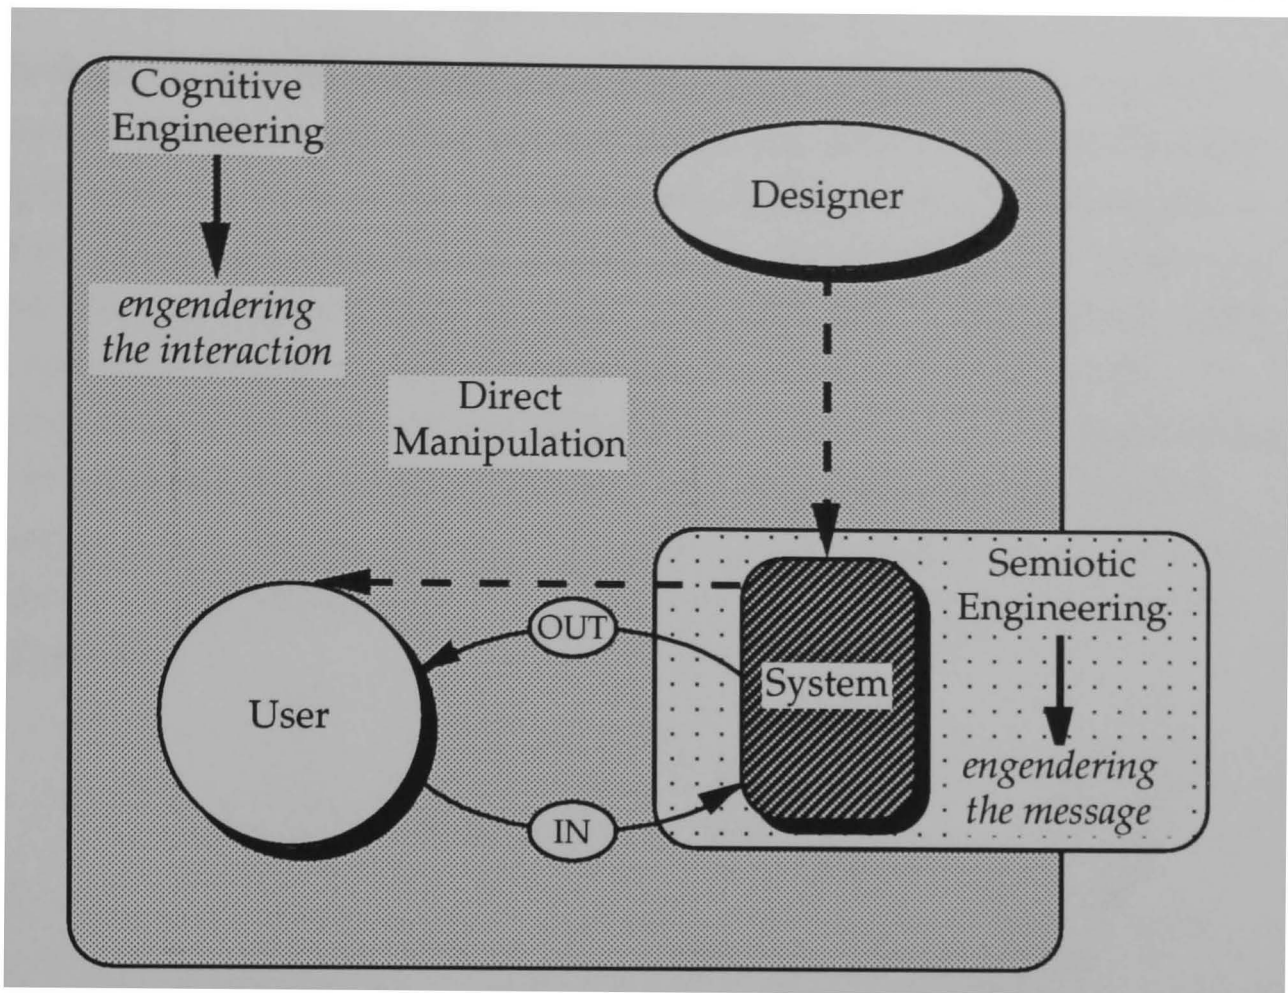 Cognitive
Engineering
engendering
the interaction
Designer
Direct
Manipulation
OUT
User
IN
System
Semiotic
Engineering
engendering
the message